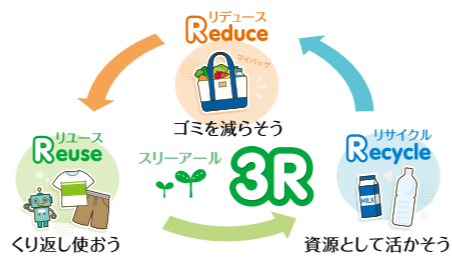 リデュース
Reduce
マイバッグ
ゴミを減らそう
リユース
Reuse
くり返し使おう
スリーアール
3R
リサイクル
Recycle
MILK
資源として活かそう